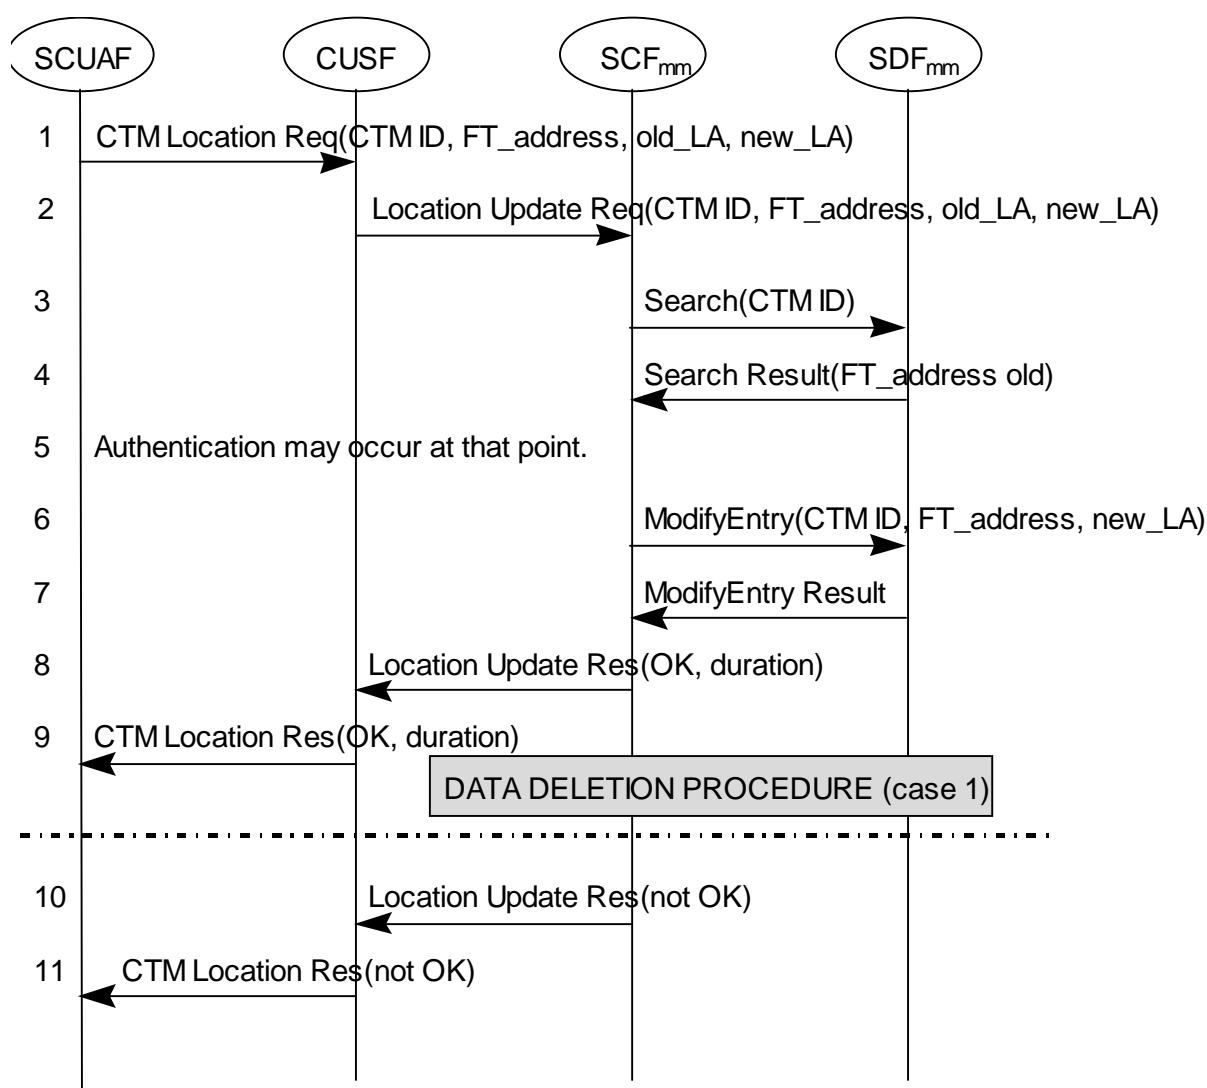 SCUAF CUSF SCFmm SDFmm
1 CTM Location Req(CTM ID, FT_address, old_LA, new_LA)
2 Location Update Req(CTM ID, FT_address, old_LA, new_LA)
3 Search(CTM ID)
4 Search Result(FT_address old)
5 Authentication may occur at that point.
6 ModifyEntry(CTM ID, FT_address, new_LA)
7 ModifyEntry Result
8 Location Update Res(OK, duration)
9 CTM Location Res(OK, duration)
DATA DELETION PROCEDURE (case 1)
10 Location Update Res(not OK)
11 CTM Location Res(not OK)